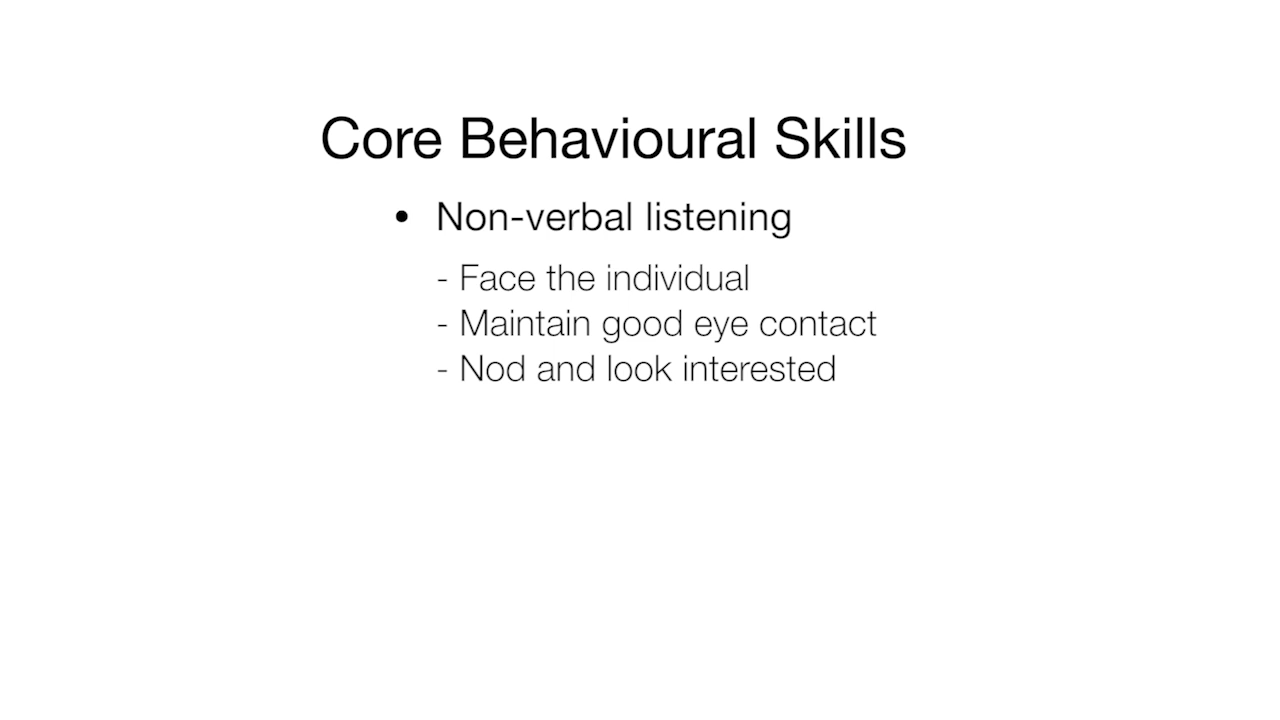 Core Behavioural Skills
• Non-verbal listening
- Face the individual
- Maintain good eye contact
- Nod and look interested